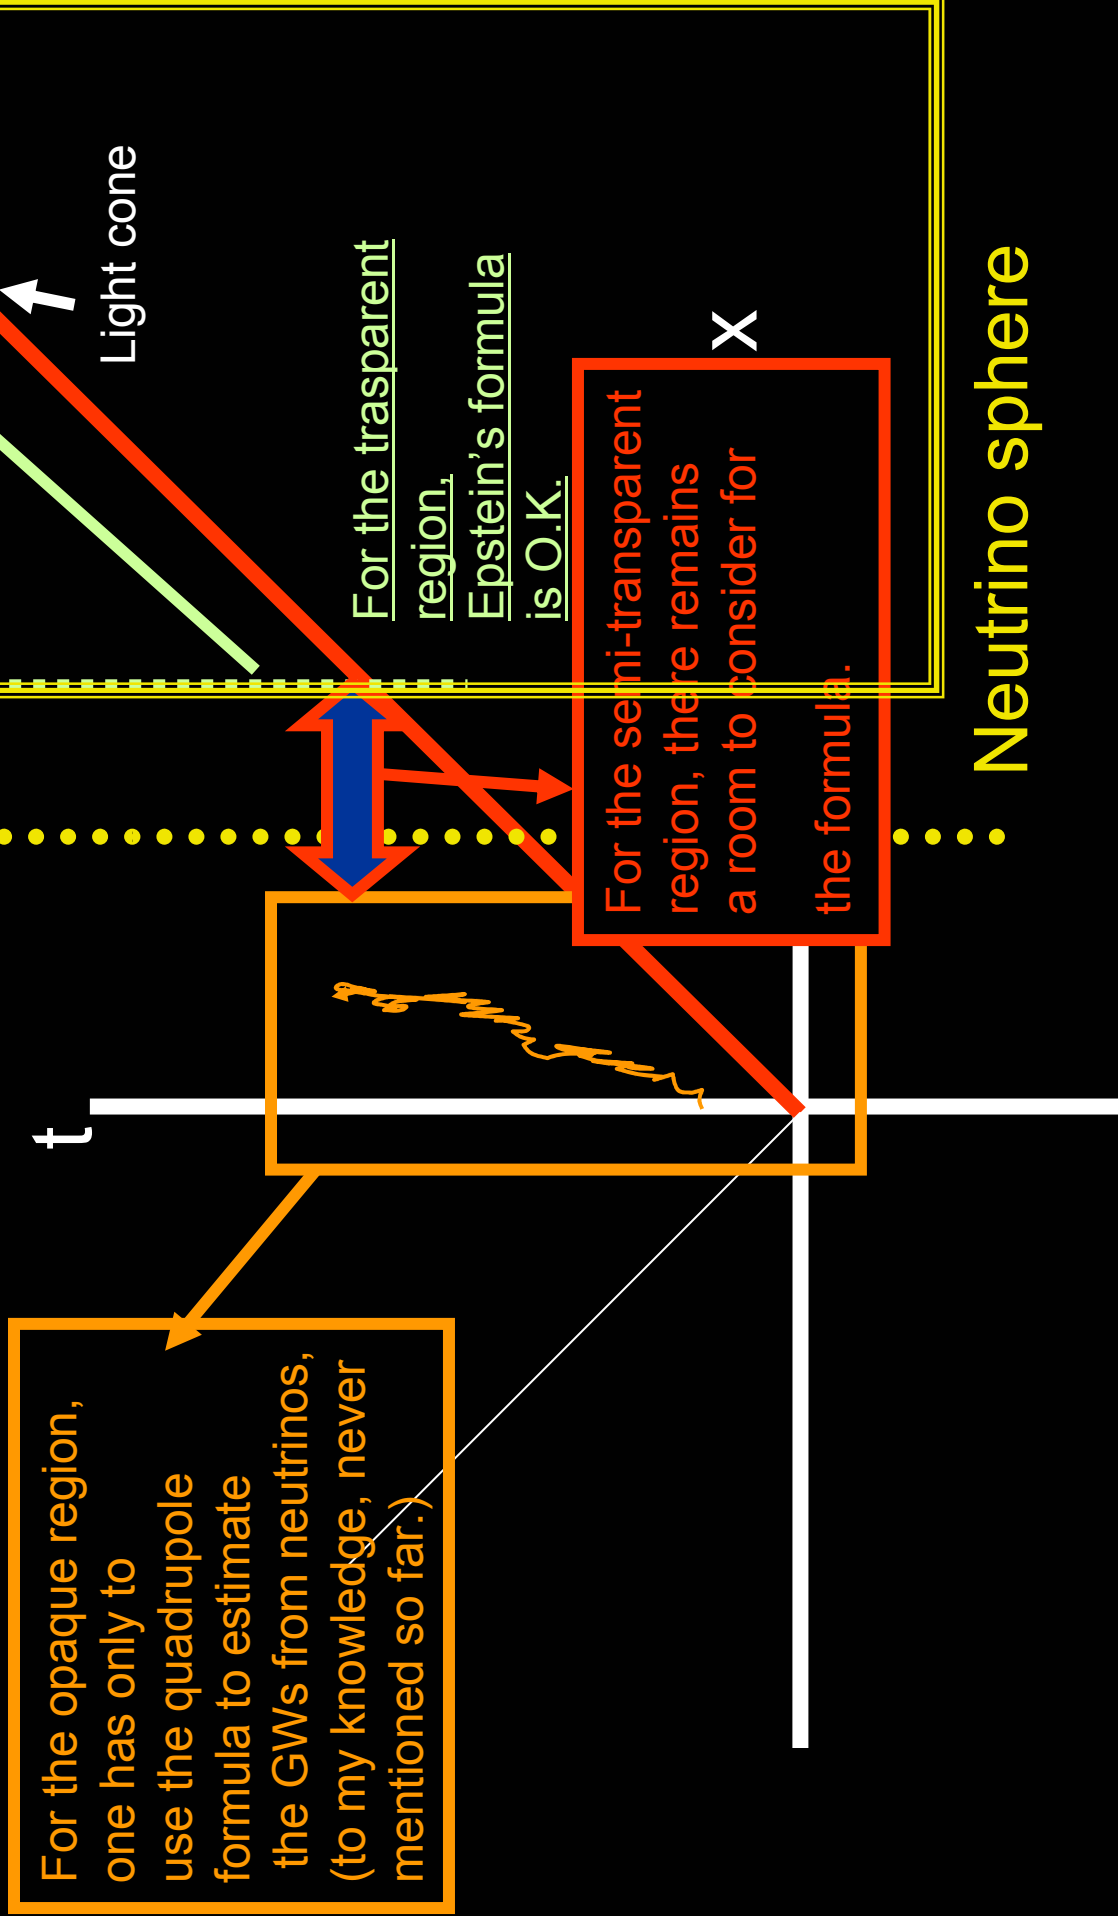 For the opaque region,
one has only to
use the quadrupole
formula to estimate
the GWs from neutrinos,
(to my knowledge, never
mentioned so far.)
t
Light cone
For the trasparent
region,
Epstein’s formula
is O.K.
For the semi-transparent
region, there remains
a room to consider for
the formula.
x
Neutrino sphere